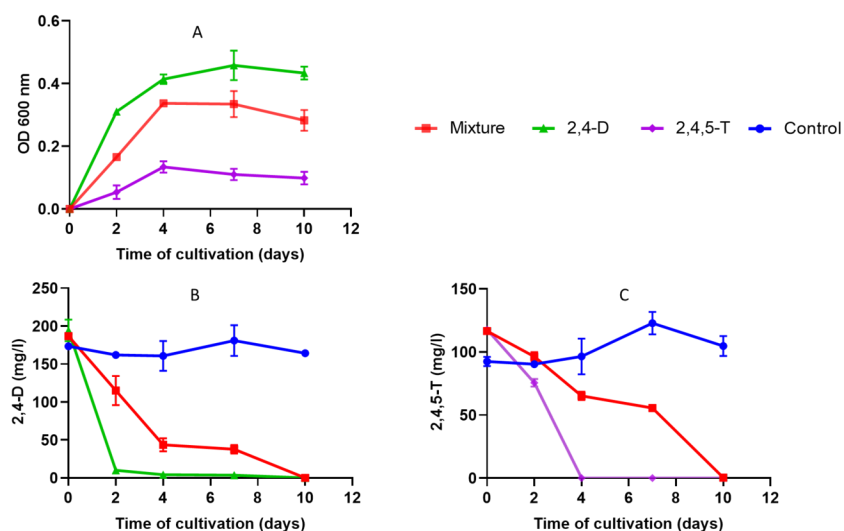 A
OD 600 nm
0.6
0.4
0.2
0.0
0 2 4 6 8 10 12
Time of cultivation (days)
Mixture 2,4-D 2,4,5-T Control
B
2,4-D (mg/l)
250
200
150
100
50
0
0 2 4 6 8 10 12
Time of cultivation (days)
C
2,4,5-T (mg/l)
150
100
50
0
0 2 4 6 8 10 12
Time of cultivation (days)